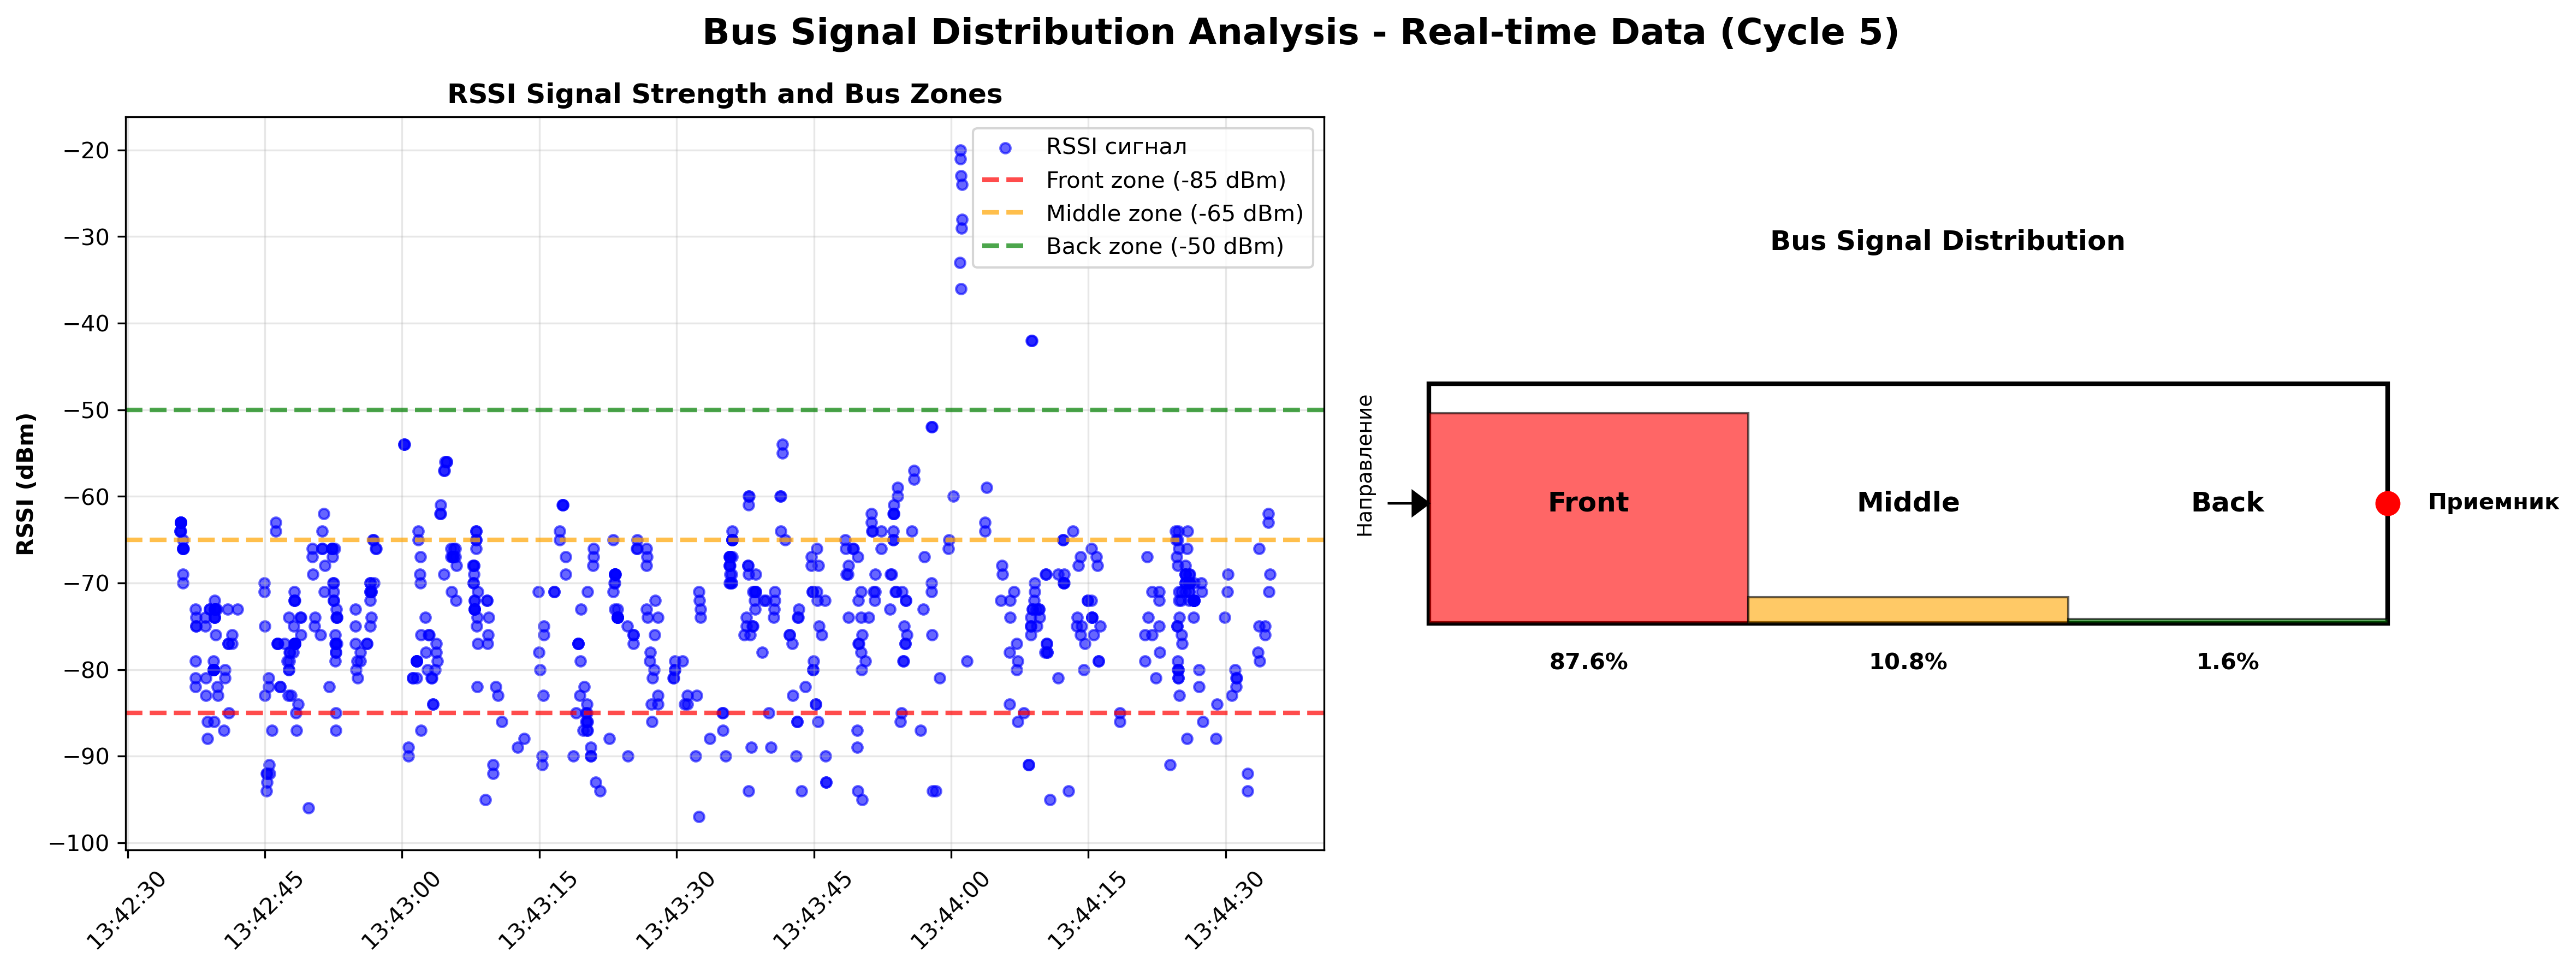 Bus Signal Distribution Analysis - Real-time Data (Cycle 5)
RSSI Signal Strength and Bus Zones
RSSI (dBm)
−20
−30
−40
−50
−60
−70
−80
−90
−100
RSSI сигнал
Front zone (-85 dBm)
Middle zone (-65 dBm)
Back zone (-50 dBm)
13:42:30
13:42:45
13:43:00
13:43:15
13:43:30
13:43:45
13:44:00
13:44:15
13:44:30
Bus Signal Distribution
Направление
Front
Middle
Back
Приемник
87.6%
10.8%
1.6%